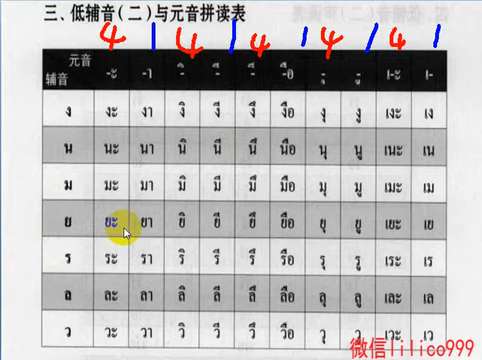 三、低辅音（二）与元音拼读表
4 1 4 1 4 1 4 1 4 1
元音
辅音 -ะ -า -ิ -ี -ึ -ือ -ุ -ู เ-ะ เ-
ง งะ งา งิ งี งึ งือ งุ งู เงะ เง
น นะ นา นิ นี นึ นือ นุ นู เนะ เน
ม มะ มา มิ มี มึ มือ มุ มู เมะ เม
ย ยะ ยา ยิ ยี ยึ ยือ ยุ ยู เยะ เย
ร ระ รา ริ รี รึ รือ รุ รู เระ เร
ล ละ ลา ลิ ลี ลึ ลือ ลุ ลู เละ เล
ว วะ วา วิ วี วึ วือ วุ วู เวะ เว
微信lilico999